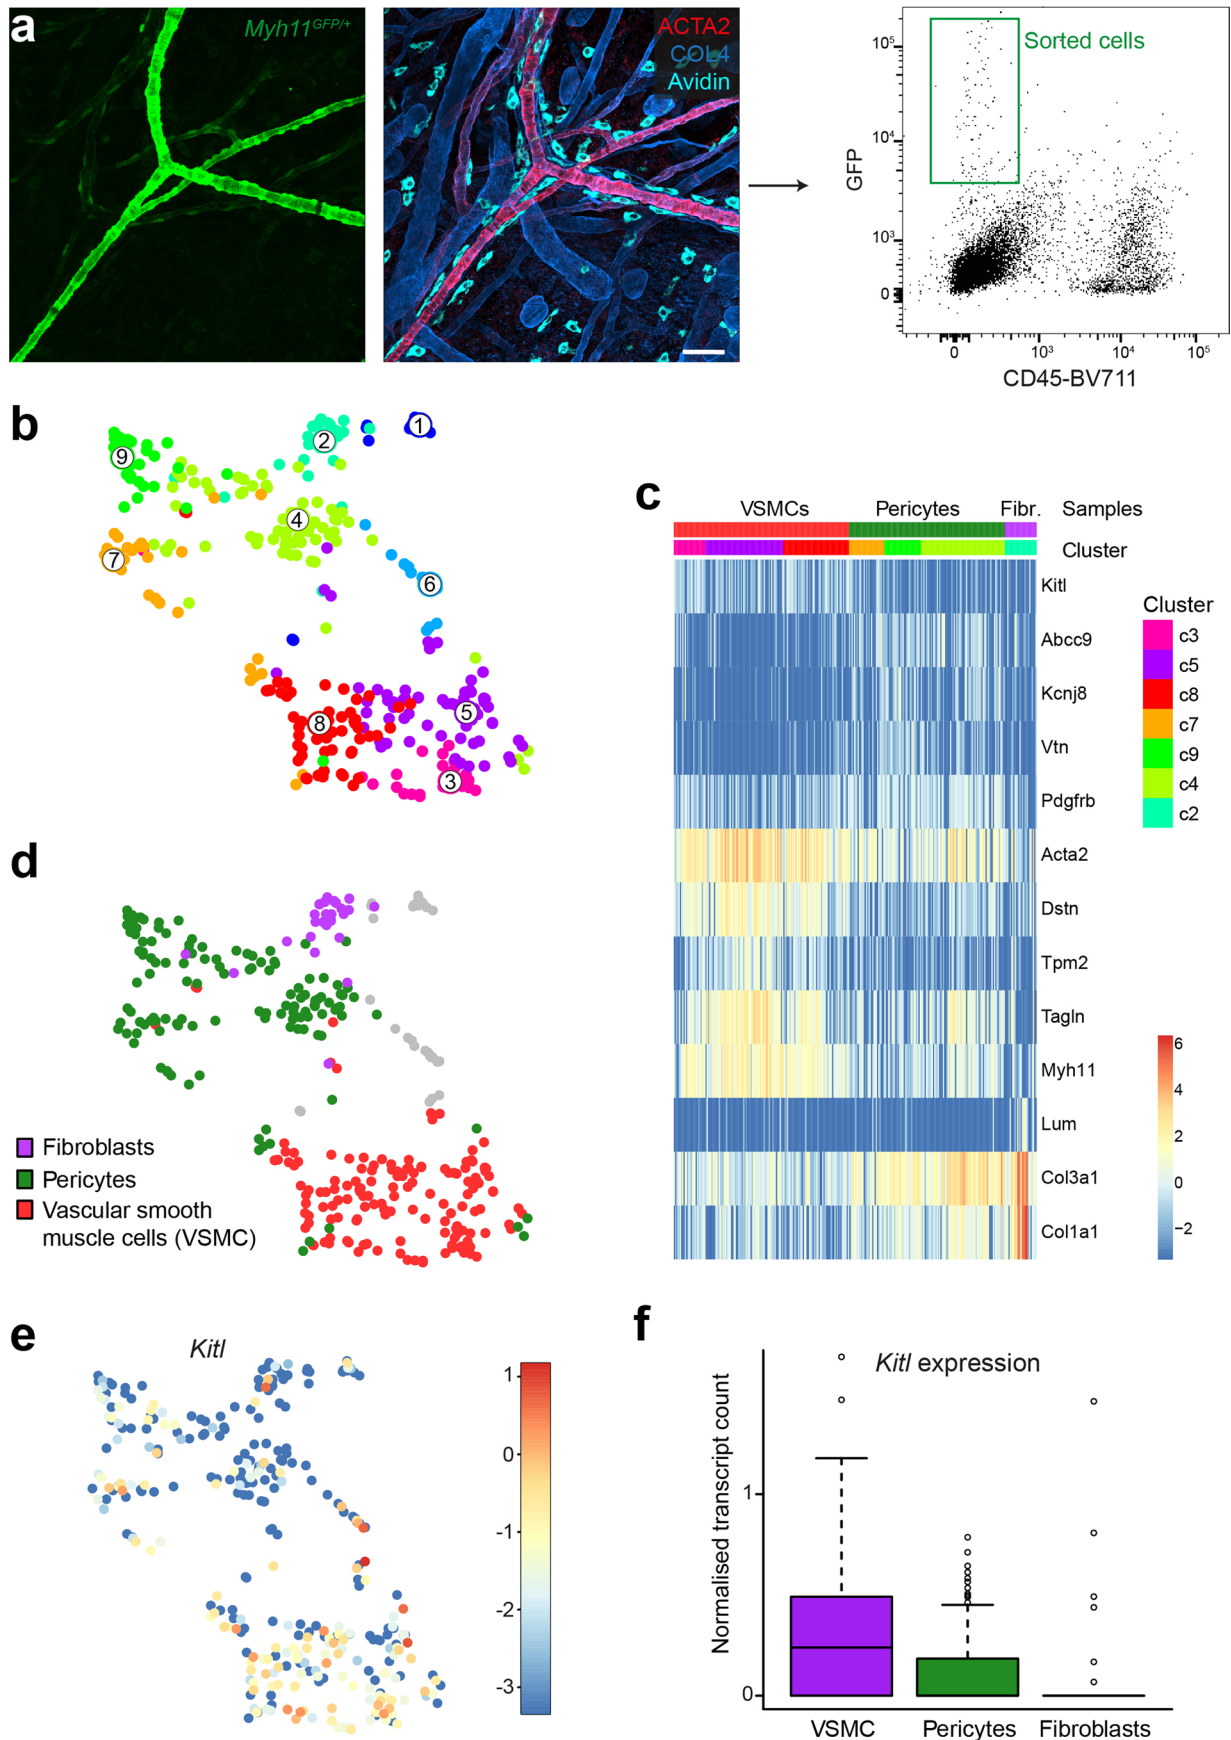 a
Myh11GFP/+
ACTA2
COL4
Avidin
Sorted cells
GFP
10⁵
10⁴
10³
0
0
10³
10⁴
10⁵
CD45-BV711
b
1
2
9
4
7
6
8
5
3
c
VSMCs
Pericytes
Fibr.
Samples
Cluster
Kitl
Abcc9
Kcnj8
Vtn
Pdgfrb
Acta2
Dstn
Tpm2
Tagln
Myh11
Lum
Col3a1
Col1a1
Cluster
c3
c5
c8
c7
c9
c4
c2
6
4
2
0
−2
d
Fibroblasts
Pericytes
Vascular smooth
muscle cells (VSMC)
e
Kitl
1
0
-1
-2
-3
f
Kitl expression
Normalised transcript count
1
0
VSMC
Pericytes
Fibroblasts